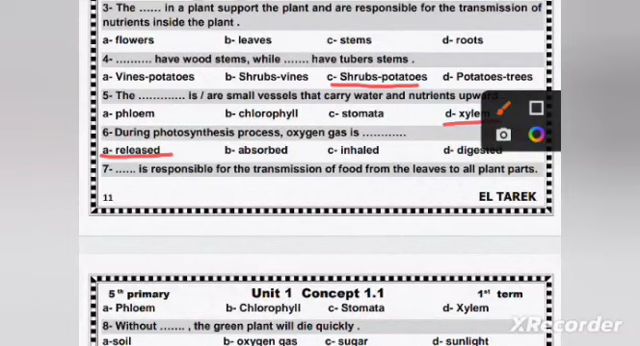 3- The ...... in a plant support the plant and are responsible for the transmission of
nutrients inside the plant .
a- flowers b- leaves c- stems d- roots
4- .......... have wood stems, while ....... have tubers stems .
a- Vines-potatoes b- Shrubs-vines c- Shrubs-potatoes d- Potatoes-trees
5- The ............. is / are small vessels that carry water and nutrients upward
a- phloem b- chlorophyll c- stomata d- xylem
6- During photosynthesis process, oxygen gas is ............
a- released b- absorbed c- inhaled d- digested
7- ...... is responsible for the transmission of food from the leaves to all plant parts.
11 EL TAREK
5th primary Unit 1 Concept 1.1 1st term
a- Phloem b- Chlorophyll c- Stomata d- Xylem
8- Without ....... , the green plant will die quickly .
a-soil b- oxygen gas c- sugar d- sunlight
XRecorder